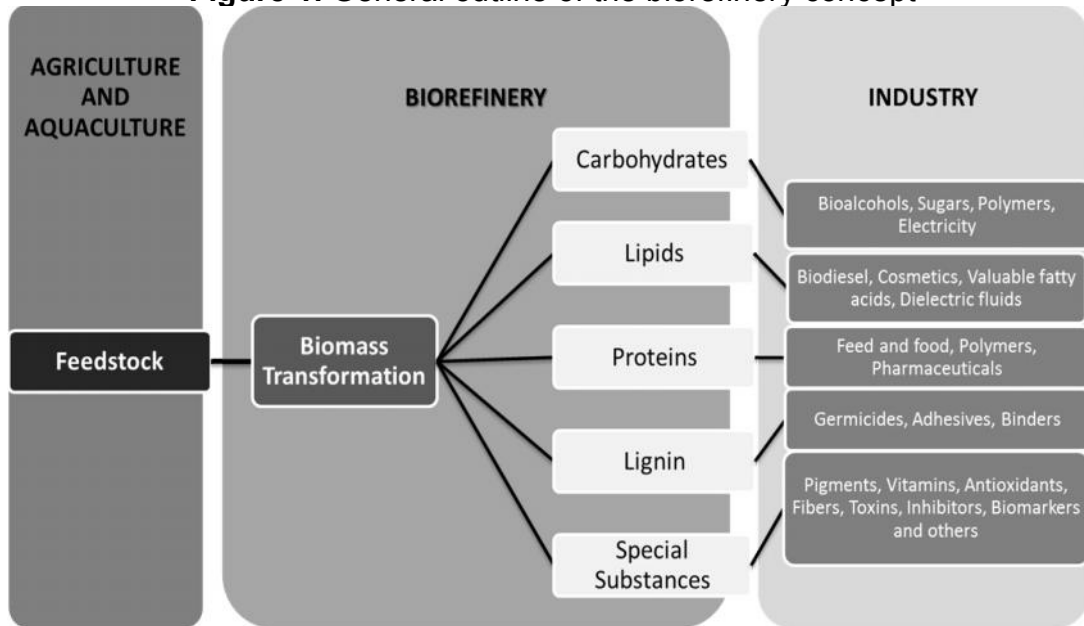 Figure 1. General outline of the biorefinery concept
AGRICULTURE
AND
AQUACULTURE
BIOREFINERY
INDUSTRY
Feedstock
Biomass
Transformation
Carbohydrates
Lipids
Proteins
Lignin
Special
Substances
Bioalcohols, Sugars, Polymers,
Electricity
Biodiesel, Cosmetics, Valuable fatty
acids, Dielectric fluids
Feed and food, Polymers,
Pharmaceuticals
Germicides, Adhesives, Binders
Pigments, Vitamins, Antioxidants,
Fibers, Toxins, Inhibitors, Biomarkers
and others